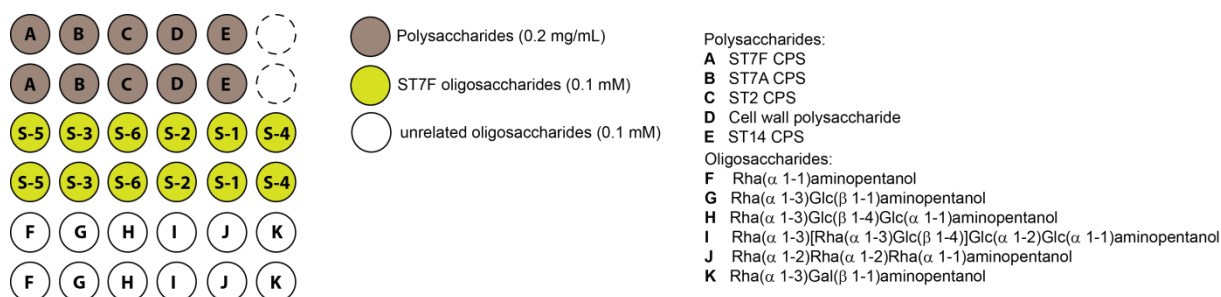 A B C D E
A B C D E
S-5 S-3 S-6 S-2 S-1 S-4
S-5 S-3 S-6 S-2 S-1 S-4
F G H I J K
F G H I J K
Polysaccharides (0.2 mg/mL)
ST7F oligosaccharides (0.1 mM)
unrelated oligosaccharides (0.1 mM)
Polysaccharides:
A ST7F CPS
B ST7A CPS
C ST2 CPS
D Cell wall polysaccharide
E ST14 CPS
Oligosaccharides:
F Rha(α 1-1)aminopentanol
G Rha(α 1-3)Glc(β 1-1)aminopentanol
H Rha(α 1-3)Glc(β 1-4)Glc(α 1-1)aminopentanol
I Rha(α 1-3)[Rha(α 1-3)Glc(β 1-4)]Glc(α 1-2)Glc(α 1-1)aminopentanol
J Rha(α 1-2)Rha(α 1-2)Rha(α 1-1)aminopentanol
K Rha(α 1-3)Gal(β 1-1)aminopentanol